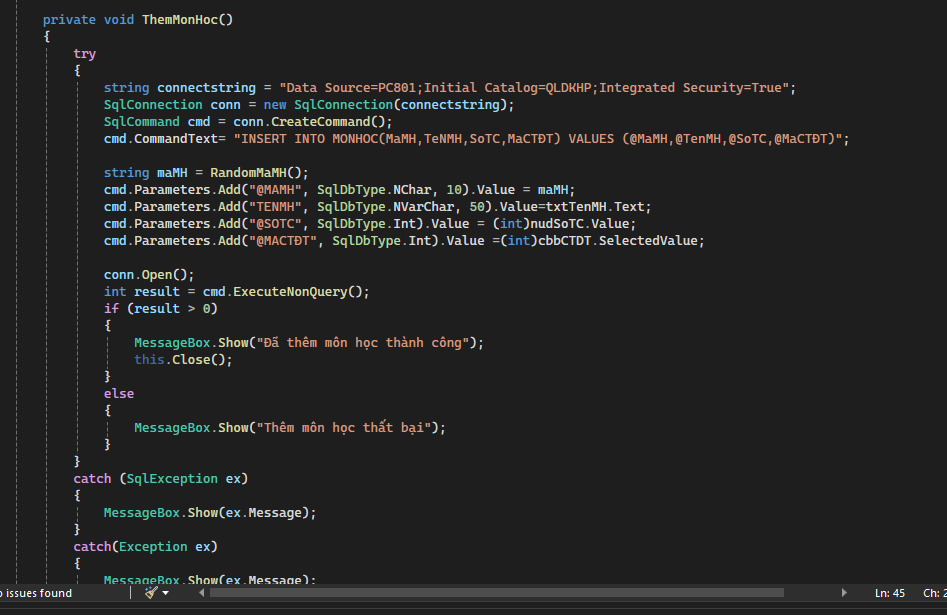 private void ThemMonHoc()
{
try
{
string connectstring = "Data Source=PC801;Initial Catalog=QLDKHP;Integrated Security=True";
SqlConnection conn = new SqlConnection(connectstring);
SqlCommand cmd = conn.CreateCommand();
cmd.CommandText= "INSERT INTO MONHOC(MaMH,TeNMH,SoTC,MaCTĐT) VALUES (@MaMH,@TenMH,@SoTC,@MaCTĐT)";
string maMH = RandomMaMH();
cmd.Parameters.Add("@MAMH", SqlDbType.NChar, 10).Value = maMH;
cmd.Parameters.Add("TENMH", SqlDbType.NVarChar, 50).Value=txtTenMH.Text;
cmd.Parameters.Add("@SOTC", SqlDbType.Int).Value = (int)nudSoTC.Value;
cmd.Parameters.Add("@MACTĐT", SqlDbType.Int).Value =(int)cbbCTDT.SelectedValue;
conn.Open();
int result = cmd.ExecuteNonQuery();
if (result > 0)
{
MessageBox.Show("Đã thêm môn học thành công");
this.Close();
}
else
{
MessageBox.Show("Thêm môn học thất bại");
}
}
catch (SqlException ex)
{
MessageBox.Show(ex.Message);
}
catch(Exception ex)
{
MessageBox.Show(ex.Message);
o issues found Ln: 45 Ch: 2